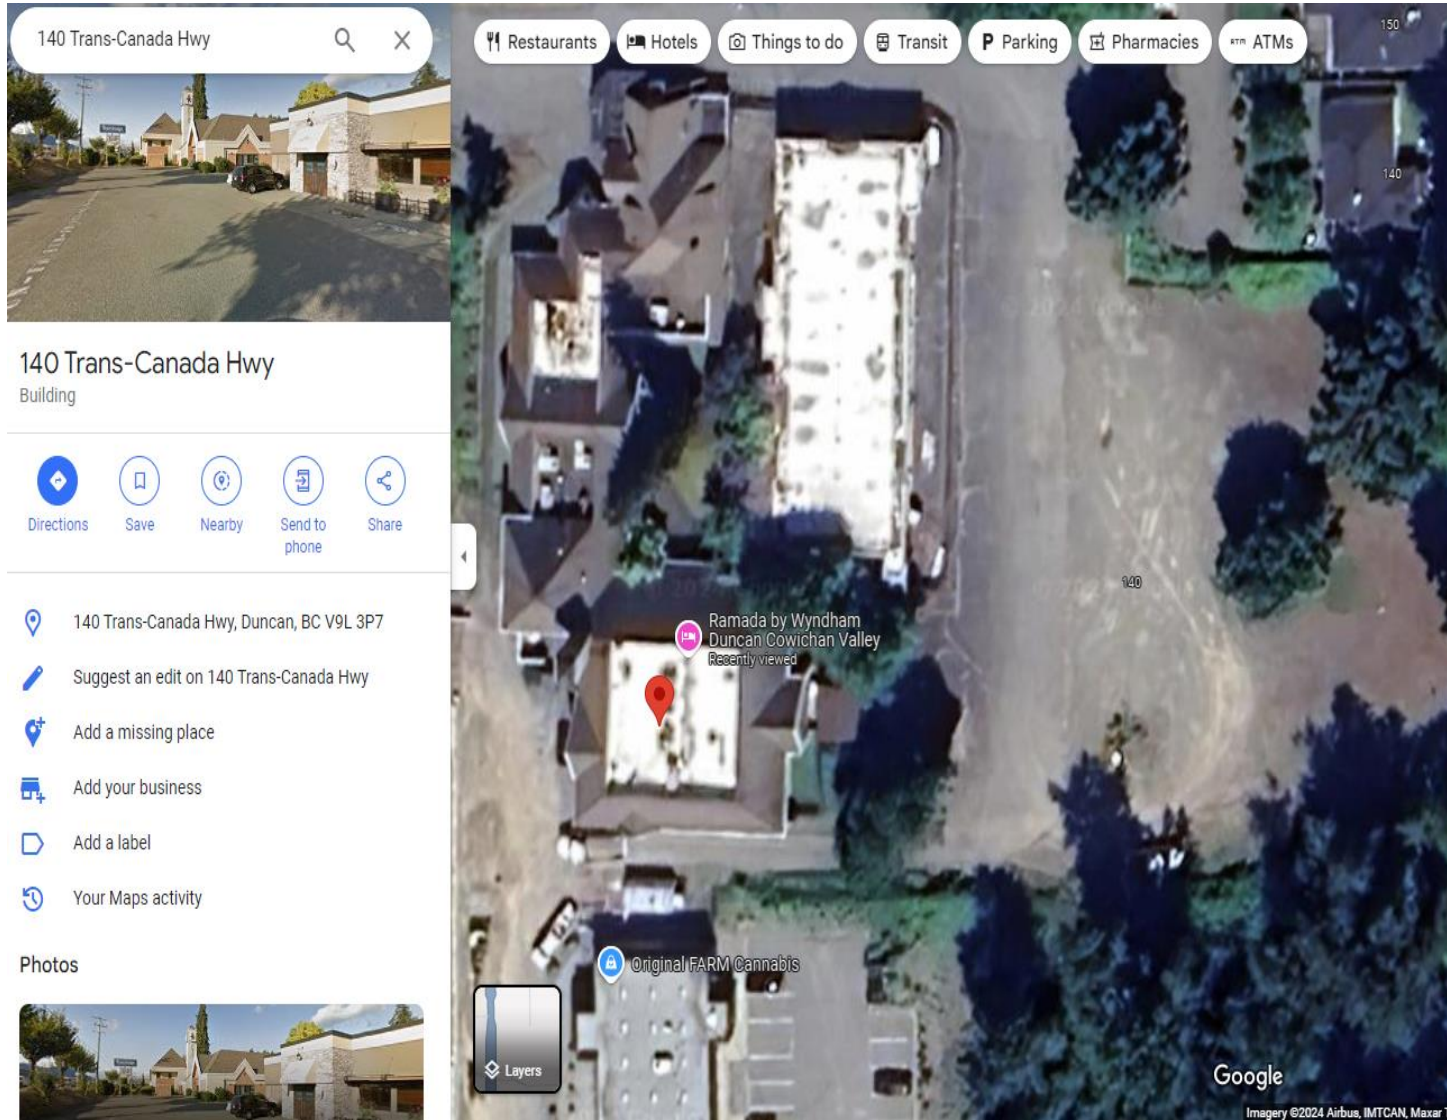 140 Trans-Canada Hwy
Restaurants
Hotels
Things to do
P Parking
Transit
Pharmacies
ATM ATMs
140 Trans-Canada Hwy
Building
Directions
Save
Nearby
Send to
phone
Share
140 Trans-Canada Hwy, Duncan, BC V9L 3P7
Suggest an edit on 140 Trans-Canada Hwy
Add a missing place
Add your business
Add a label
Your Maps activity
Photos
150
140
140
Ramada by Wyndham
Duncan Cowichan Valley
Recently viewed
Original FARM Cannabis
Layers
Google
Imagery ©2024 Airbus, IMTCAN, Maxar